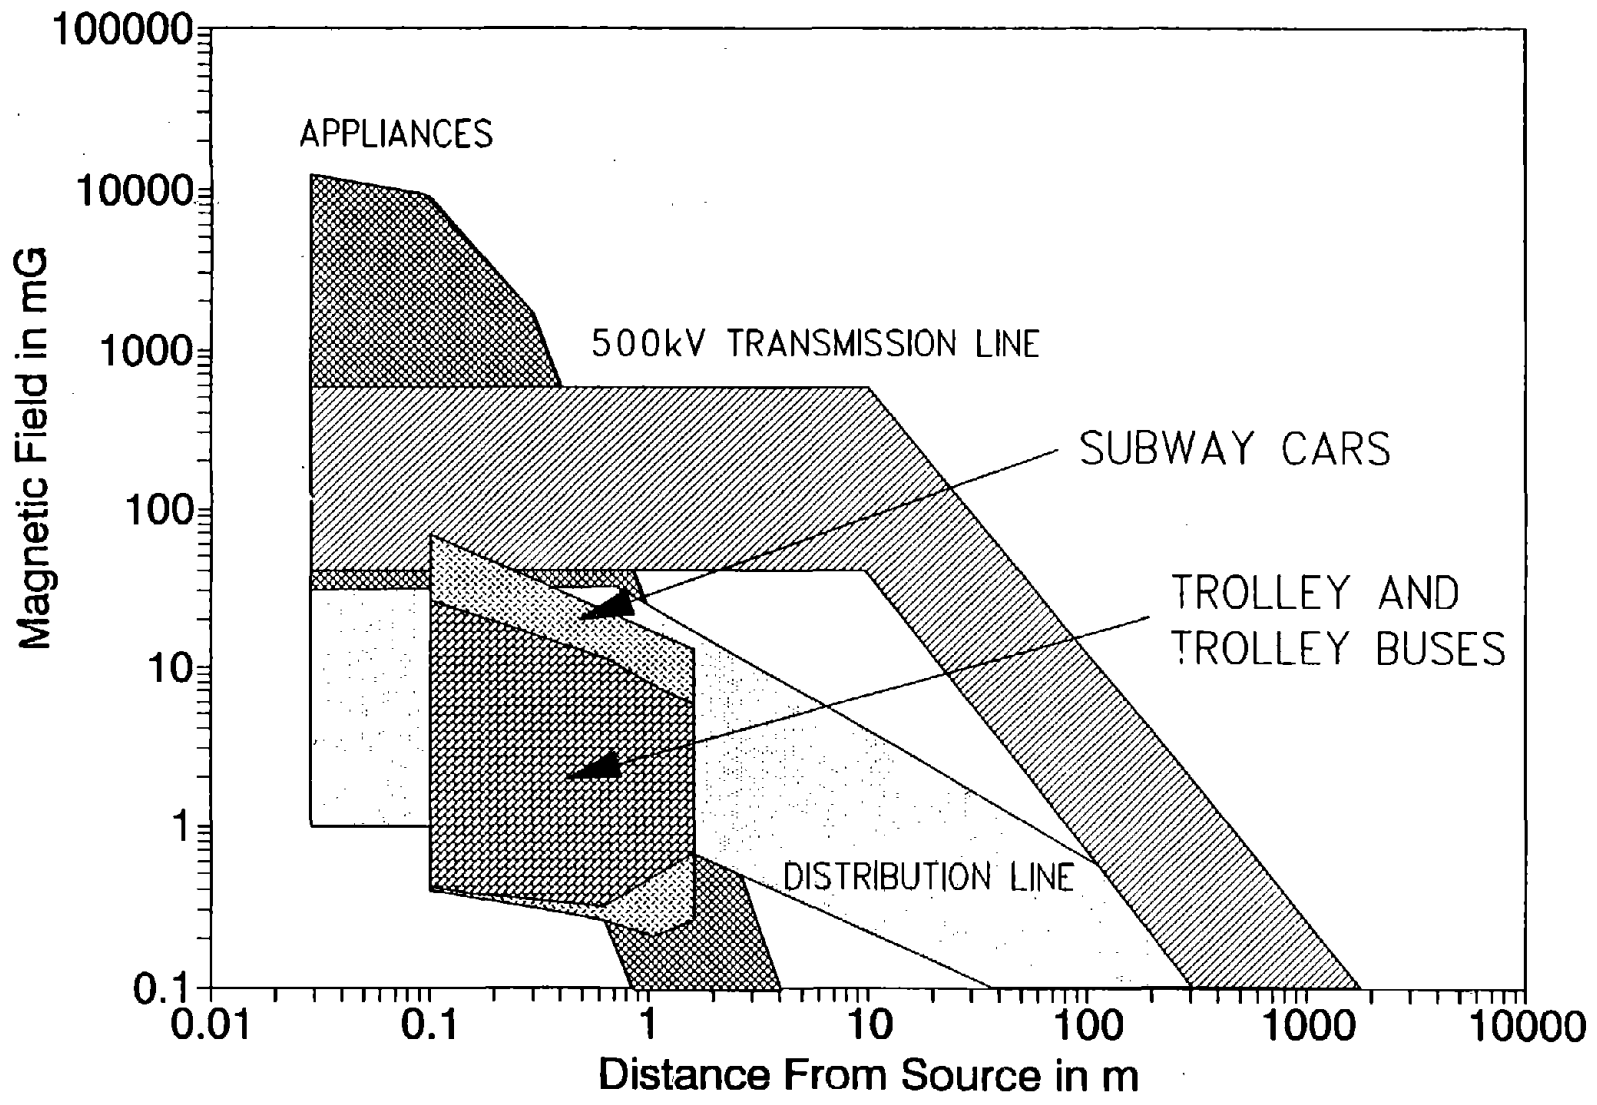 100000
APPLIANCES
10000
1000
500kV TRANSMISSION LINE
SUBWAY CARS
100
TROLLEY AND
TROLLEY BUSES
10
1
DISTRIBUTION LINE
0.1
0.01 0.1 1 10 100 1000 10000
Distance From Source in m
Magnetic Field in mG